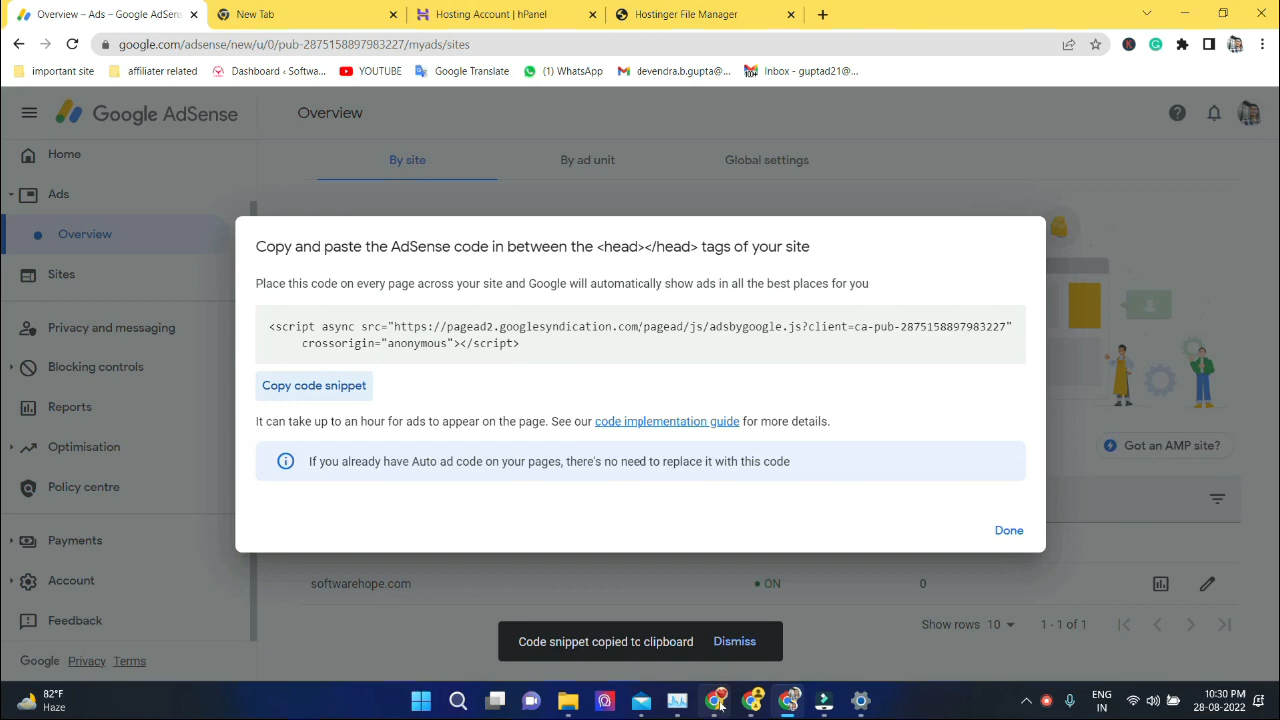 Overview – Ads – Google AdSens
New Tab
Hosting Account | hPanel
Hostinger File Manager
google.com/adsense/new/u/0/pub-2875158897983227/myads/sites
important site
affiliater related
Dashboard ‹ Softwa...
YOUTUBE
Google Translate
(1) WhatsApp
devendra.b.gupta@...
Inbox - guptad21@...
Google AdSense
Overview
Home
Ads
Overview
Sites
Privacy and messaging
Blocking controls
Reports
Optimisation
Policy centre
Payments
Account
Feedback
Google Privacy Terms
By site
By ad unit
Global settings
Copy and paste the AdSense code in between the <head></head> tags of your site
Place this code on every page across your site and Google will automatically show ads in all the best places for you
<script async src="https://pagead2.googlesyndication.com/pagead/js/adsbygoogle.js?client=ca-pub-2875158897983227"
crossorigin="anonymous"></script>
Copy code snippet
It can take up to an hour for ads to appear on the page. See our code implementation guide for more details.
If you already have Auto ad code on your pages, there's no need to replace it with this code
Done
Got an AMP site?
softwarehope.com
ON
0
Show rows 10
1 - 1 of 1
Code snippet copied to clipboard
Dismiss
82°F
Haze
ENG
IN
10:30 PM
28-08-2022